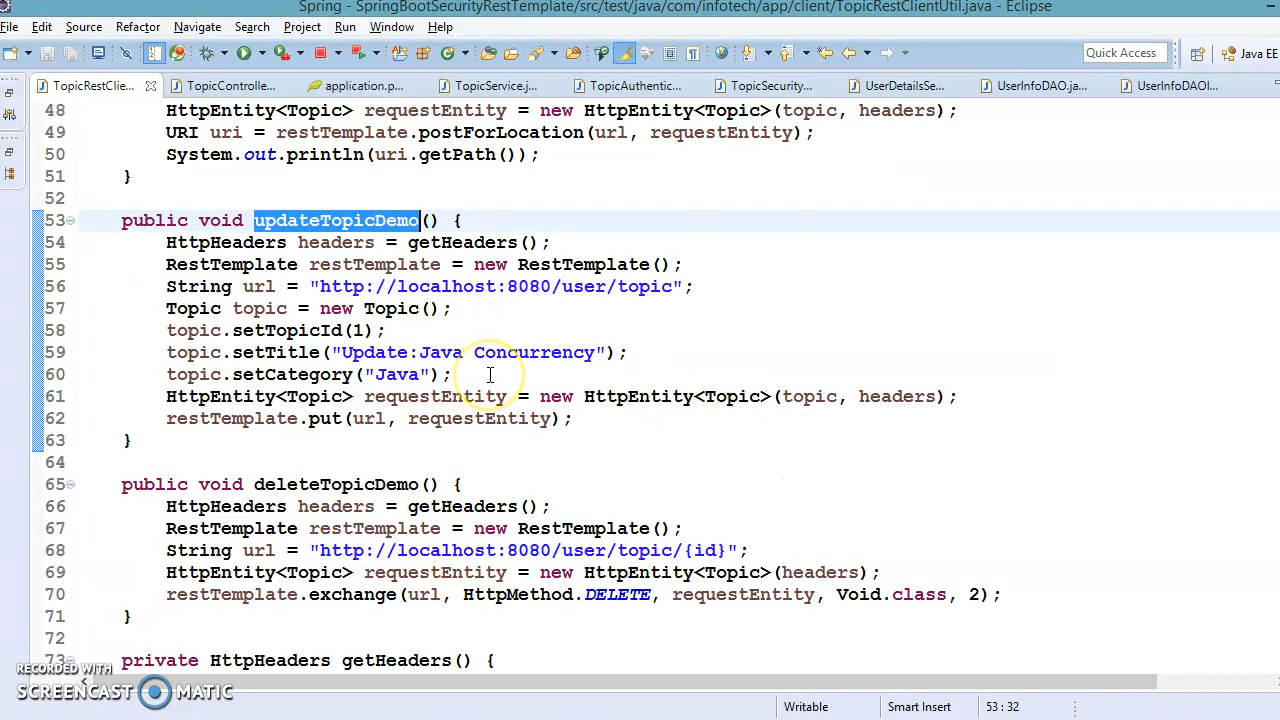 Spring - SpringBootSecurityRestTemplate/src/test/java/com/infotech/app/client/TopicRestClientUtil.java - Eclipse
File Edit Source Refactor Navigate Search Project Run Window Help
Quick Access Java EE
TopicRestClie... TopicControlle... application.p... TopicService.j... TopicAuthentic... TopicSecurity... UserDetailsSe... UserInfoDAO.ja... UserInfoDAOI...
48 HttpEntity<Topic> requestEntity = new HttpEntity<Topic>(topic, headers);
49 URI uri = restTemplate.postForLocation(url, requestEntity);
50 System.out.println(uri.getPath());
51 }
52
53 public void updateTopicDemo() {
54 HttpHeaders headers = getHeaders();
55 RestTemplate restTemplate = new RestTemplate();
56 String url = "http://localhost:8080/user/topic";
57 Topic topic = new Topic();
58 topic.setTopicId(1);
59 topic.setTitle("Update:Java Concurrency");
60 topic.setCategory("Java");
61 HttpEntity<Topic> requestEntity = new HttpEntity<Topic>(topic, headers);
62 restTemplate.put(url, requestEntity);
63 }
64
65 public void deleteTopicDemo() {
66 HttpHeaders headers = getHeaders();
67 RestTemplate restTemplate = new RestTemplate();
68 String url = "http://localhost:8080/user/topic/{id}";
69 HttpEntity<Topic> requestEntity = new HttpEntity<Topic>(headers);
70 restTemplate.exchange(url, HttpMethod.DELETE, requestEntity, Void.class, 2);
71 }
72
73 private HttpHeaders getHeaders() {
RECORDED WITH
SCREENCAST MATIC
Writable Smart Insert 53 : 32